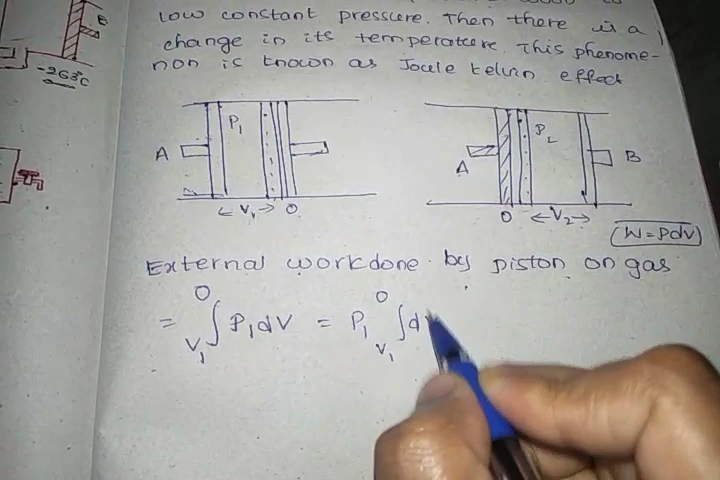 low constant pressure. Then there is a
change in its temperature. This phenome-
non is known as Joule kelvin effect
B
-263°C
P1
A
← V1 → 0
P2
A
B
0 ← V2 →
W = Pdv
External workdone by piston on gas
= ∫_{V1}^{0} P1 dV = P1 ∫_{V1}^{0} d